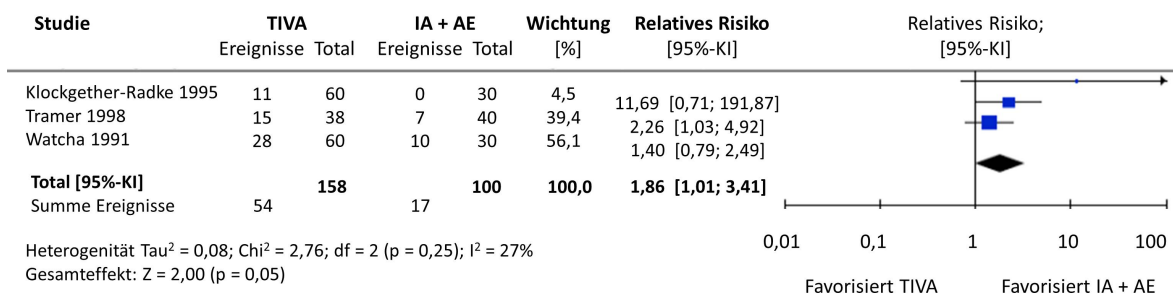 Studie TIVA IA + AE Wichtung Relatives Risiko Relatives Risiko;
Ereignisse Total Ereignisse Total [%] [95%-KI] [95%-KI]
Klockgether-Radke 1995 11 60 0 30 4,5 11,69 [0,71; 191,87]
Tramer 1998 15 38 7 40 39,4 2,26 [1,03; 4,92]
Watcha 1991 28 60 10 30 56,1 1,40 [0,79; 2,49]
Total [95%-KI] 158 100 100,0 1,86 [1,01; 3,41]
Summe Ereignisse 54 17
Heterogenität Tau² = 0,08; Chi² = 2,76; df = 2 (p = 0,25); I² = 27%
Gesamteffekt: Z = 2,00 (p = 0,05)
0,01 0,1 1 10 100
Favorisiert TIVA Favorisiert IA + AE